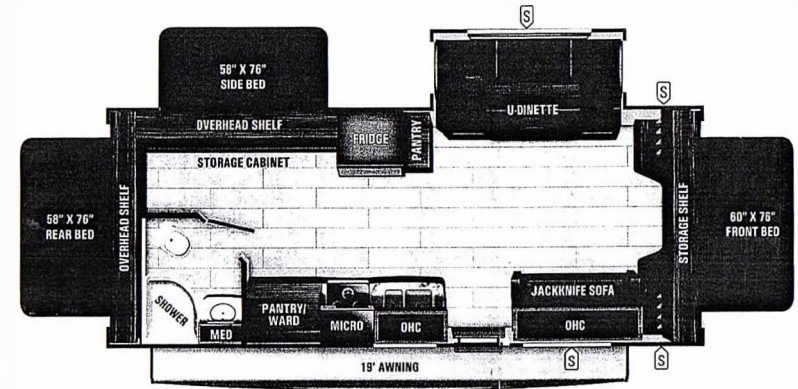 S
58" X 76"
SIDE BED
S
U-DINETTE
OVERHEAD SHELF
FRIDGE
PANTRY
STORAGE CABINET
58" X 76"
REAR BED
OVERHEAD SHELF
STORAGE SHELF
60" X 76"
FRONT BED
SHOWER
MED
PANTRY/
WARD
MICRO
OHC
JACKKNIFE SOFA
OHC
S
S
19' AWNING